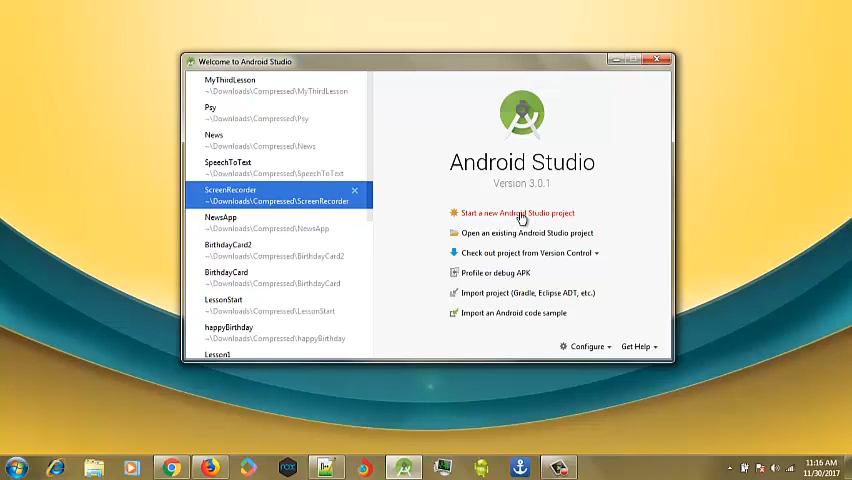 Welcome to Android Studio
MyThirdLesson
~\Downloads\Compressed\MyThirdLesson
Psy
~\Downloads\Compressed\Psy
News
~\Downloads\Compressed\News
SpeechToText
~\Downloads\Compressed\SpeechToText
ScreenRecorder
~\Downloads\Compressed\ScreenRecorder
NewsApp
~\Downloads\Compressed\NewsApp
BirthdayCard2
~\Downloads\Compressed\BirthdayCard2
BirthdayCard
~\Downloads\Compressed\BirthdayCard
LessonStart
~\Downloads\Compressed\LessonStart
happyBirthday
~\Downloads\Compressed\happyBirthday
Lesson1
Android Studio
Version 3.0.1
Start a new Android Studio project
Open an existing Android Studio project
Check out project from Version Control
Profile or debug APK
Import project (Gradle, Eclipse ADT, etc.)
Import an Android code sample
Configure
Get Help
nox
11:16 AM
11/30/2017